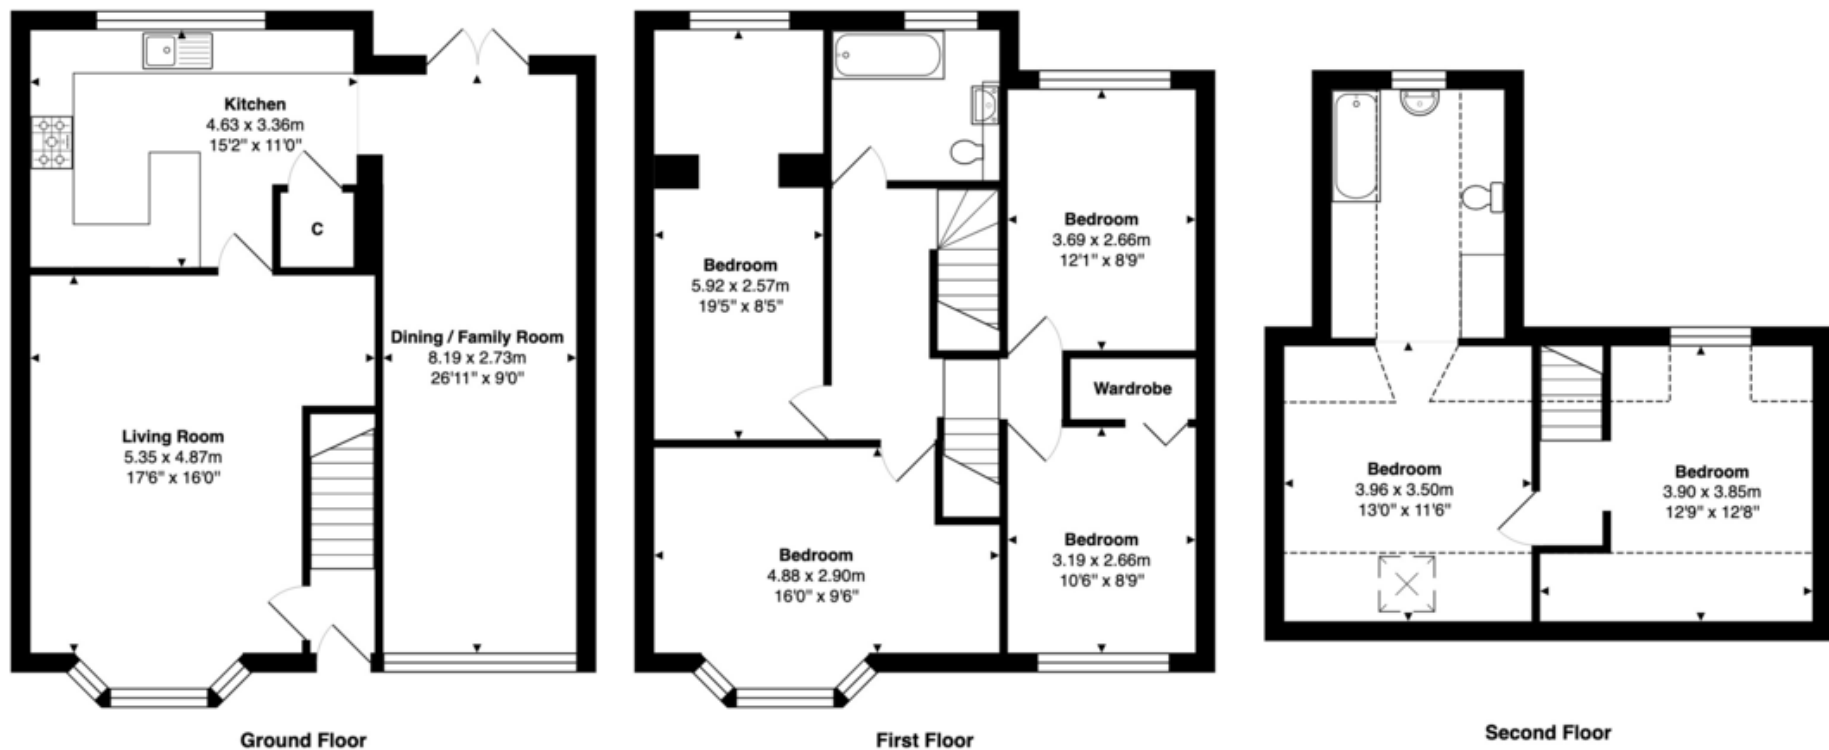 Kitchen
4.63 x 3.36m
15'2" x 11'0"
C
Dining / Family Room
8.19 x 2.73m
26'11" x 9'0"
Living Room
5.35 x 4.87m
17'6" x 16'0"
Ground Floor
Bedroom
5.92 x 2.57m
19'5" x 8'5"
Bedroom
3.69 x 2.66m
12'1" x 8'9"
Wardrobe
Bedroom
4.88 x 2.90m
16'0" x 9'6"
Bedroom
3.19 x 2.66m
10'6" x 8'9"
First Floor
Bedroom
3.96 x 3.50m
13'0" x 11'6"
Bedroom
3.90 x 3.85m
12'9" x 12'8"
Second Floor